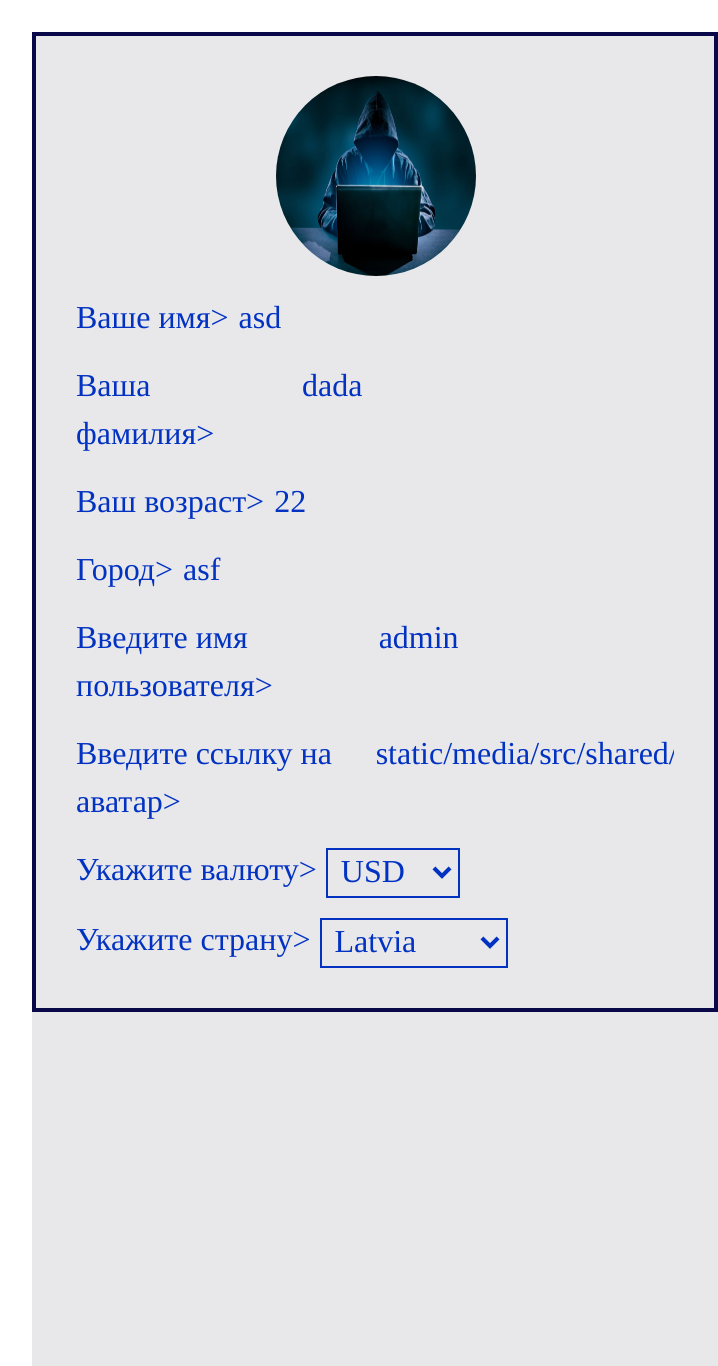 Ваше имя> asd
Ваша dada
фамилия>
Ваш возраст> 22
Город> asf
Введите имя admin
пользователя>
Введите ссылку на static/media/src/shared/
аватар>
Укажите валюту> USD
Укажите страну> Latvia